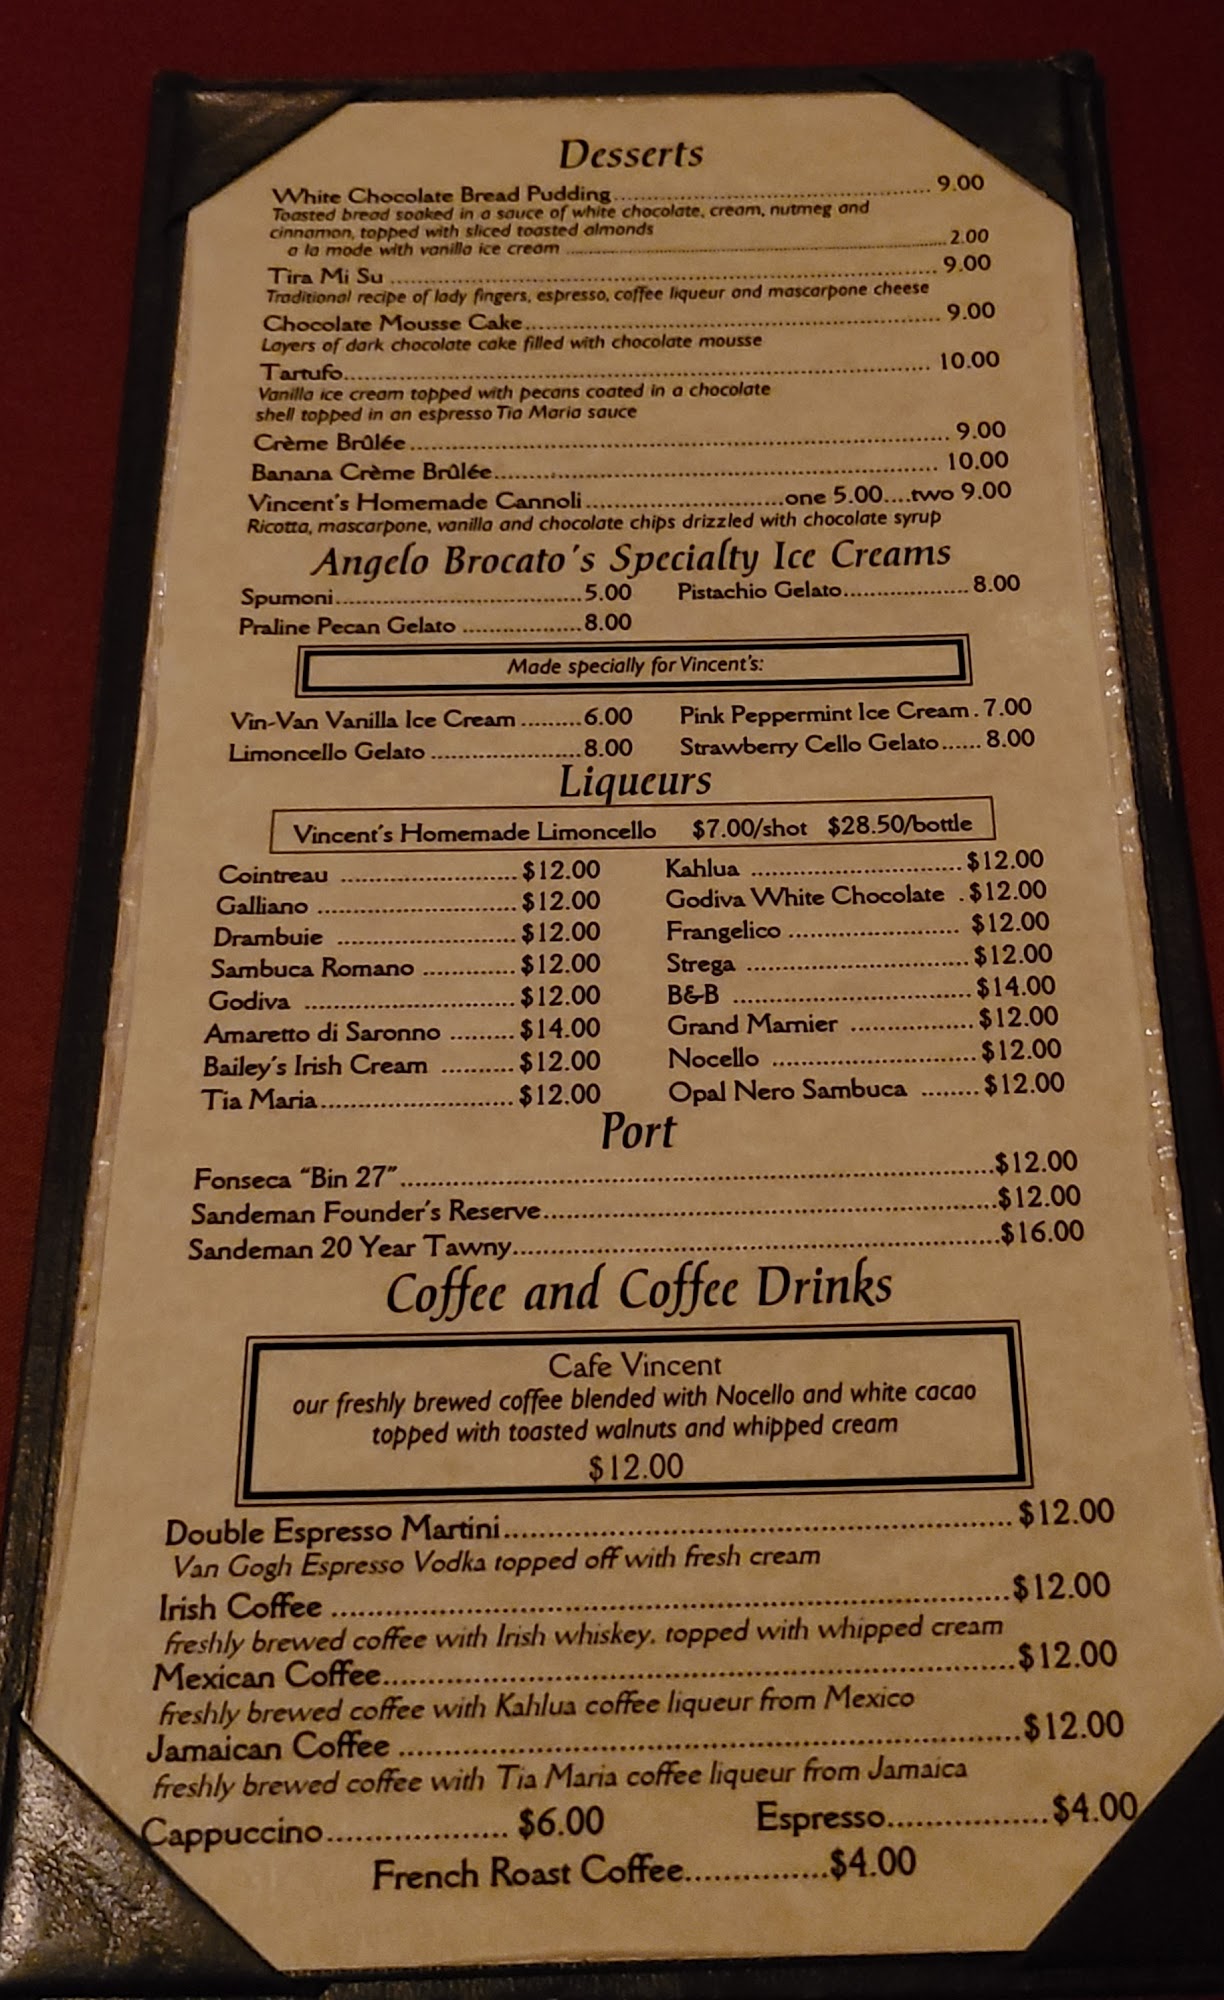 Desserts
White Chocolate Bread Pudding.......................................... 9.00
Toasted bread soaked in a sauce of white chocolate, cream, nutmeg and
cinnamon, topped with sliced toasted almonds
a la mode with vanilla ice cream ..................................................... 2.00
Tira Mi Su .......................................................................... 9.00
Traditional recipe of lady fingers, espresso, coffee liqueur and mascarpone cheese
Chocolate Mousse Cake........................................................ 9.00
Layers of dark chocolate cake filled with chocolate mousse
Tartufo............................................................................. 10.00
Vanilla ice cream topped with pecans coated in a chocolate
shell topped in an espresso Tia Maria sauce
Crème Brûlée ..................................................................... 9.00
Banana Crème Brûlée......................................................... 10.00
Vincent's Homemade Cannoli .........................one 5.00....two 9.00
Ricotta, mascarpone, vanilla and chocolate chips drizzled with chocolate syrup
Angelo Brocato's Specialty Ice Creams
Spumoni...................................5.00 Pistachio Gelato................... 8.00
Praline Pecan Gelato ..................8.00
Made specially for Vincent's:
Vin-Van Vanilla Ice Cream .........6.00 Pink Peppermint Ice Cream . 7.00
Limoncello Gelato ......................8.00 Strawberry Cello Gelato...... 8.00
Liqueurs
Vincent's Homemade Limoncello $7.00/shot $28.50/bottle
Cointreau ......................... $12.00 Kahlua .............................. $12.00
Galliano ............................ $12.00 Godiva White Chocolate . $12.00
Drambuie ......................... $12.00 Frangelico ........................ $12.00
Sambuca Romano ............. $12.00 Strega ............................... $12.00
Godiva .............................. $12.00 B&B ................................. $14.00
Amaretto di Saronno ......... $14.00 Grand Marnier ................. $12.00
Bailey's Irish Cream .......... $12.00 Nocello ............................ $12.00
Tia Maria........................... $12.00 Opal Nero Sambuca ........ $12.00
Port
Fonseca "Bin 27"....................................................................$12.00
Sandeman Founder's Reserve....................................................$12.00
Sandeman 20 Year Tawny........................................................$16.00
Coffee and Coffee Drinks
Cafe Vincent
our freshly brewed coffee blended with Nocello and white cacao
topped with toasted walnuts and whipped cream
$12.00
Double Espresso Martini......................................................... $12.00
Van Gogh Espresso Vodka topped off with fresh cream
Irish Coffee ............................................................................$12.00
freshly brewed coffee with Irish whiskey, topped with whipped cream
Mexican Coffee.......................................................................$12.00
freshly brewed coffee with Kahlua coffee liqueur from Mexico
Jamaican Coffee .....................................................................$12.00
freshly brewed coffee with Tia Maria coffee liqueur from Jamaica
Cappuccino.................... $6.00 Espresso..................$4.00
French Roast Coffee................$4.00